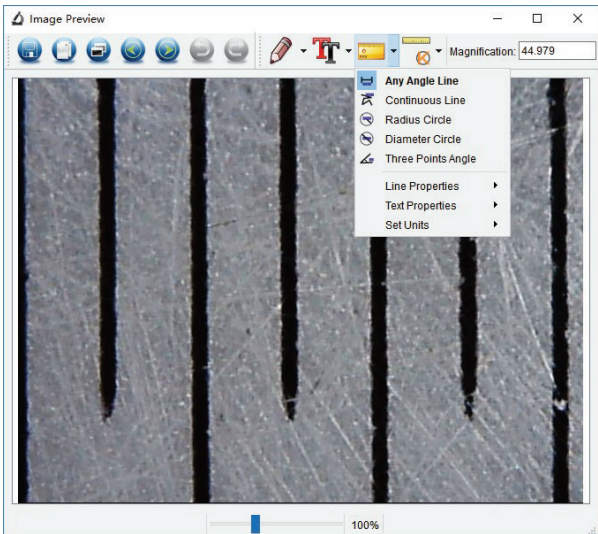 Image Preview
Magnification: 44.979
Any Angle Line
Continuous Line
Radius Circle
Diameter Circle
Three Points Angle
Line Properties
Text Properties
Set Units
100%